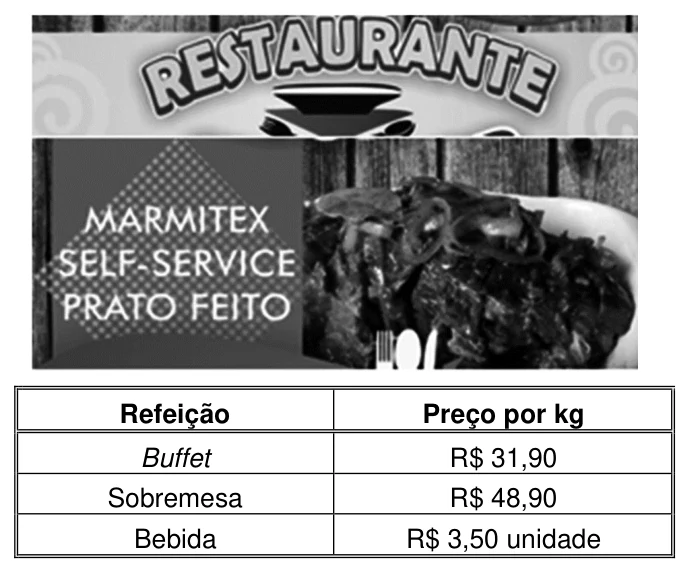 RESTAURANTE
MARMITEX
SELF-SERVICE
PRATO FEITO
Refeição Preço por kg
Buffet R$ 31,90
Sobremesa R$ 48,90
Bebida R$ 3,50 unidade